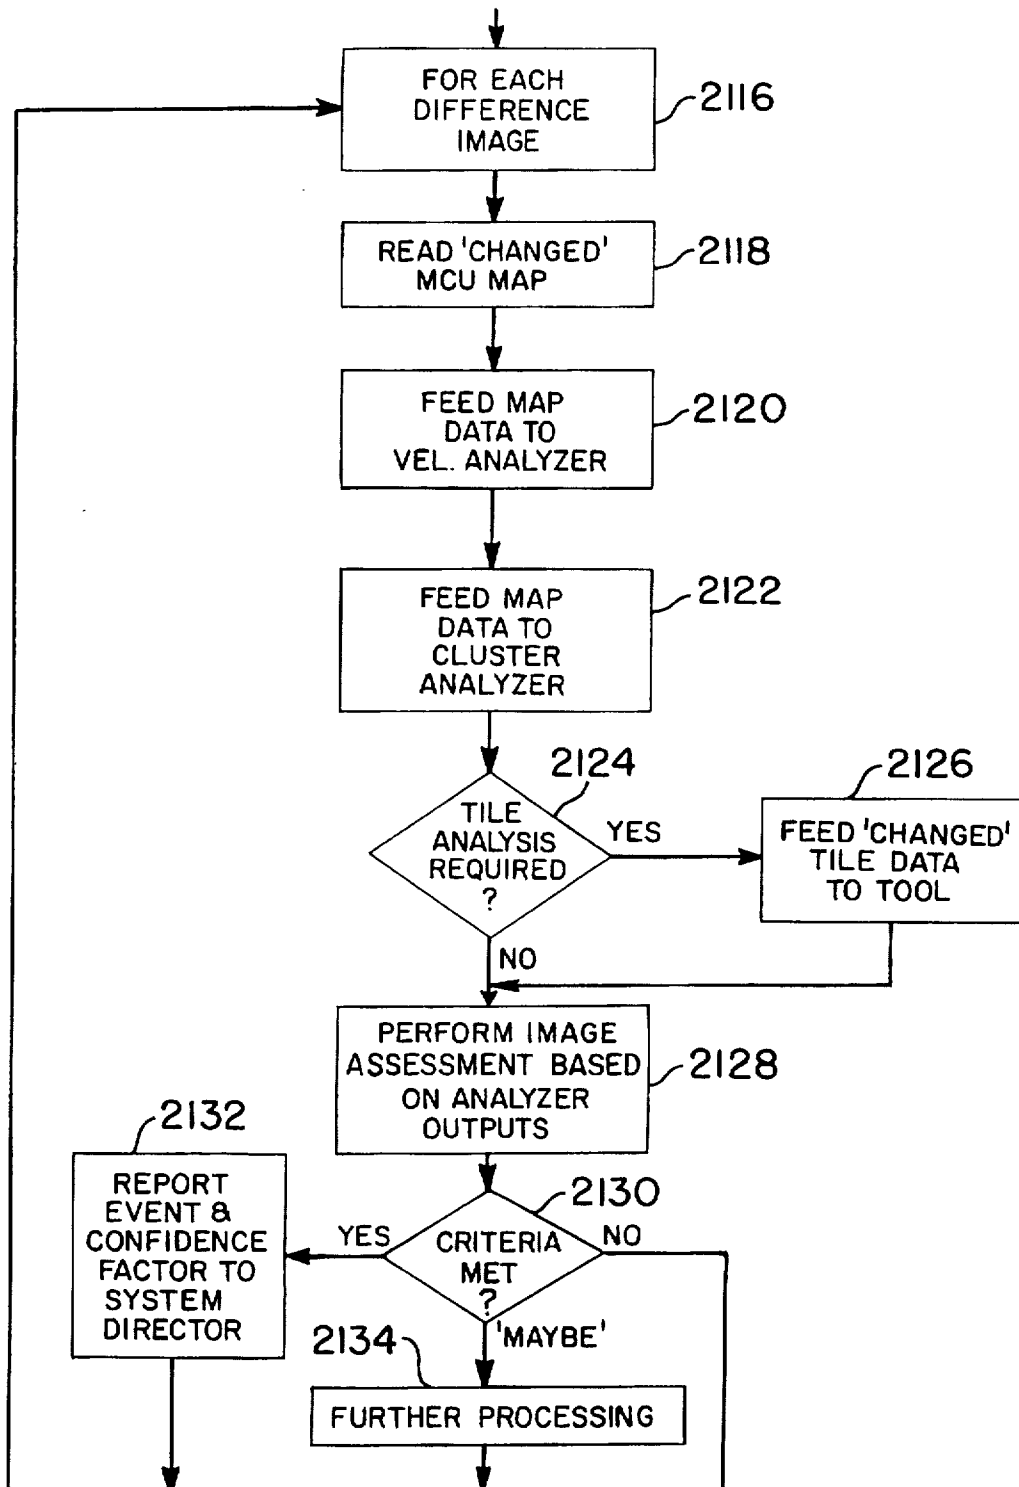 FOR EACH
DIFFERENCE
IMAGE
2116
READ 'CHANGED'
MCU MAP
2118
FEED MAP
DATA TO
VEL. ANALYZER
2120
FEED MAP
DATA TO
CLUSTER
ANALYZER
2122
TILE
ANALYSIS
REQUIRED
?
2124
YES
NO
FEED 'CHANGED'
TILE DATA
TO TOOL
2126
PERFORM IMAGE
ASSESSMENT BASED
ON ANALYZER
OUTPUTS
2128
CRITERIA
MET
?
2130
YES
NO
'MAYBE'
REPORT
EVENT &
CONFIDENCE
FACTOR TO
SYSTEM
DIRECTOR
2132
2134
FURTHER PROCESSING